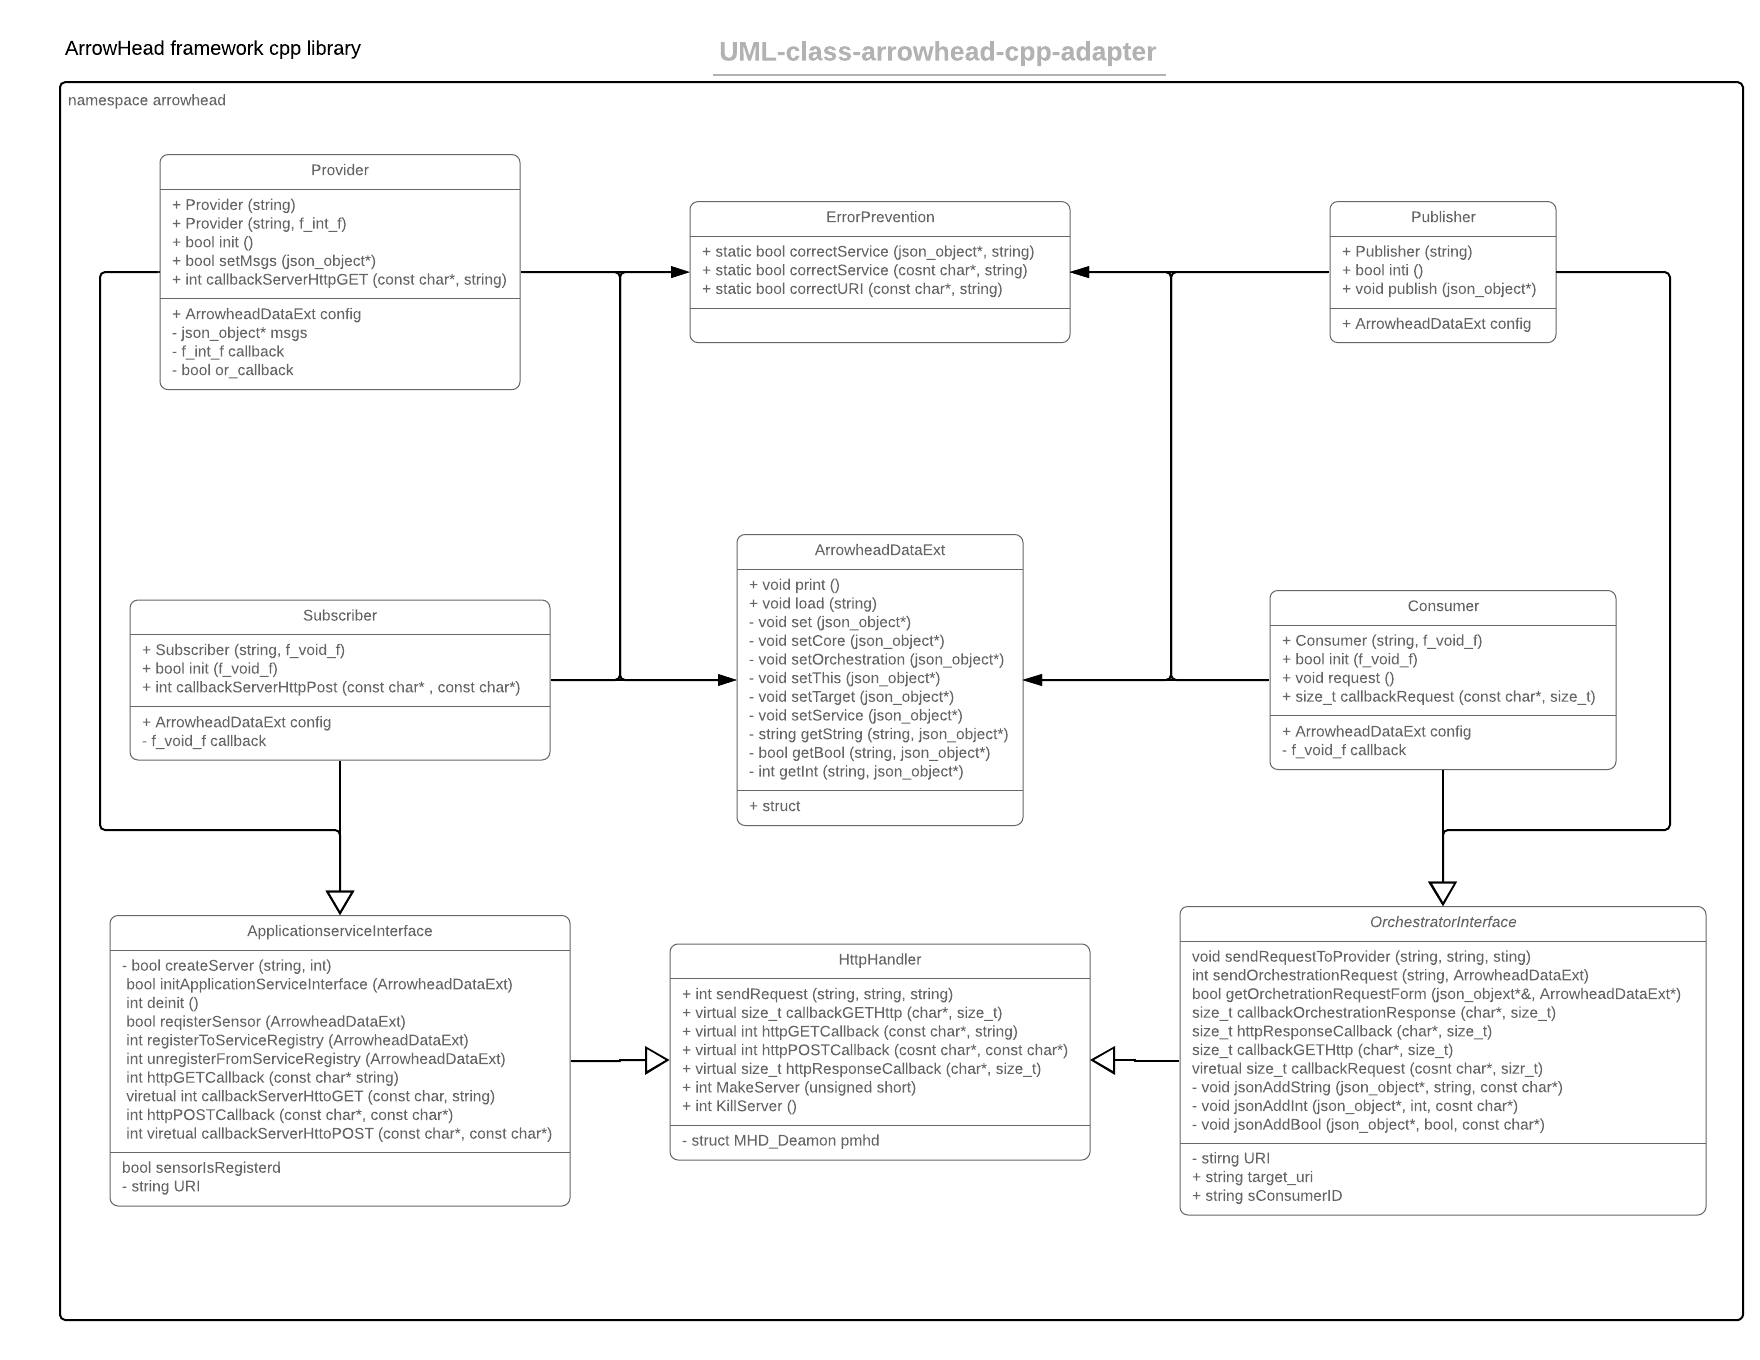 ArrowHead framework cpp library
UML-class-arrowhead-cpp-adapter
namespace arrowhead
Provider
+ Provider (string)
+ Provider (string, f_int_f)
+ bool init ()
+ bool setMsgs (json_object*)
+ int callbackServerHttpGET (const char*, string)
+ ArrowheadDataExt config
- json_object* msgs
- f_int_f callback
- bool or_callback
ErrorPrevention
+ static bool correctService (json_object*, string)
+ static bool correctService (cosnt char*, string)
+ static bool correctURI (const char*, string)
Publisher
+ Publisher (string)
+ bool inti ()
+ void publish (json_object*)
+ ArrowheadDataExt config
Subscriber
+ Subscriber (string, f_void_f)
+ bool init (f_void_f)
+ int callbackServerHttpPost (const char* , const char*)
+ ArrowheadDataExt config
- f_void_f callback
ArrowheadDataExt
+ void print ()
+ void load (string)
- void set (json_object*)
- void setCore (json_object*)
- void setOrchestration (json_object*)
- void setThis (json_object*)
- void setTarget (json_object*)
- void setService (json_object*)
- string getString (string, json_object*)
- bool getBool (string, json_object*)
- int getInt (string, json_object*)
+ struct
Consumer
+ Consumer (string, f_void_f)
+ bool init (f_void_f)
+ void request ()
+ size_t callbackRequest (const char*, size_t)
+ ArrowheadDataExt config
- f_void_f callback
ApplicationserviceInterface
- bool createServer (string, int)
bool initApplicationServiceInterface (ArrowheadDataExt)
int deinit ()
bool reqisterSensor (ArrowheadDataExt)
int registerToServiceRegistry (ArrowheadDataExt)
int unregisterFromServiceRegistry (ArrowheadDataExt)
int httpGETCallback (const char* string)
viretual int callbackServerHttoGET (const char, string)
int httpPOSTCallback (const char*, const char*)
int viretual callbackServerHttoPOST (const char*, const char*)
bool sensorIsRegisterd
- string URI
HttpHandler
+ int sendRequest (string, string, string)
+ virtual size_t callbackGETHttp (char*, size_t)
+ virtual int httpGETCallback (const char*, string)
+ virtual int httpPOSTCallback (cosnt char*, const char*)
+ virtual size_t httpResponseCallback (char*, size_t)
+ int MakeServer (unsigned short)
+ int KillServer ()
- struct MHD_Deamon pmhd
OrchestratorInterface
void sendRequestToProvider (string, string, sting)
int sendOrchestrationRequest (string, ArrowheadDataExt)
bool getOrchetrationRequestForm (json_objext*&, ArrowheadDataExt*)
size_t callbackOrchestrationResponse (char*, size_t)
size_t httpResponseCallback (char*, size_t)
size_t callbackGETHttp (char*, size_t)
viretual size_t callbackRequest (cosnt char*, sizr_t)
- void jsonAddString (json_object*, string, const char*)
- void jsonAddInt (json_object*, int, cosnt char*)
- void jsonAddBool (json_object*, bool, const char*)
- stirng URI
+ string target_uri
+ string sConsumerID